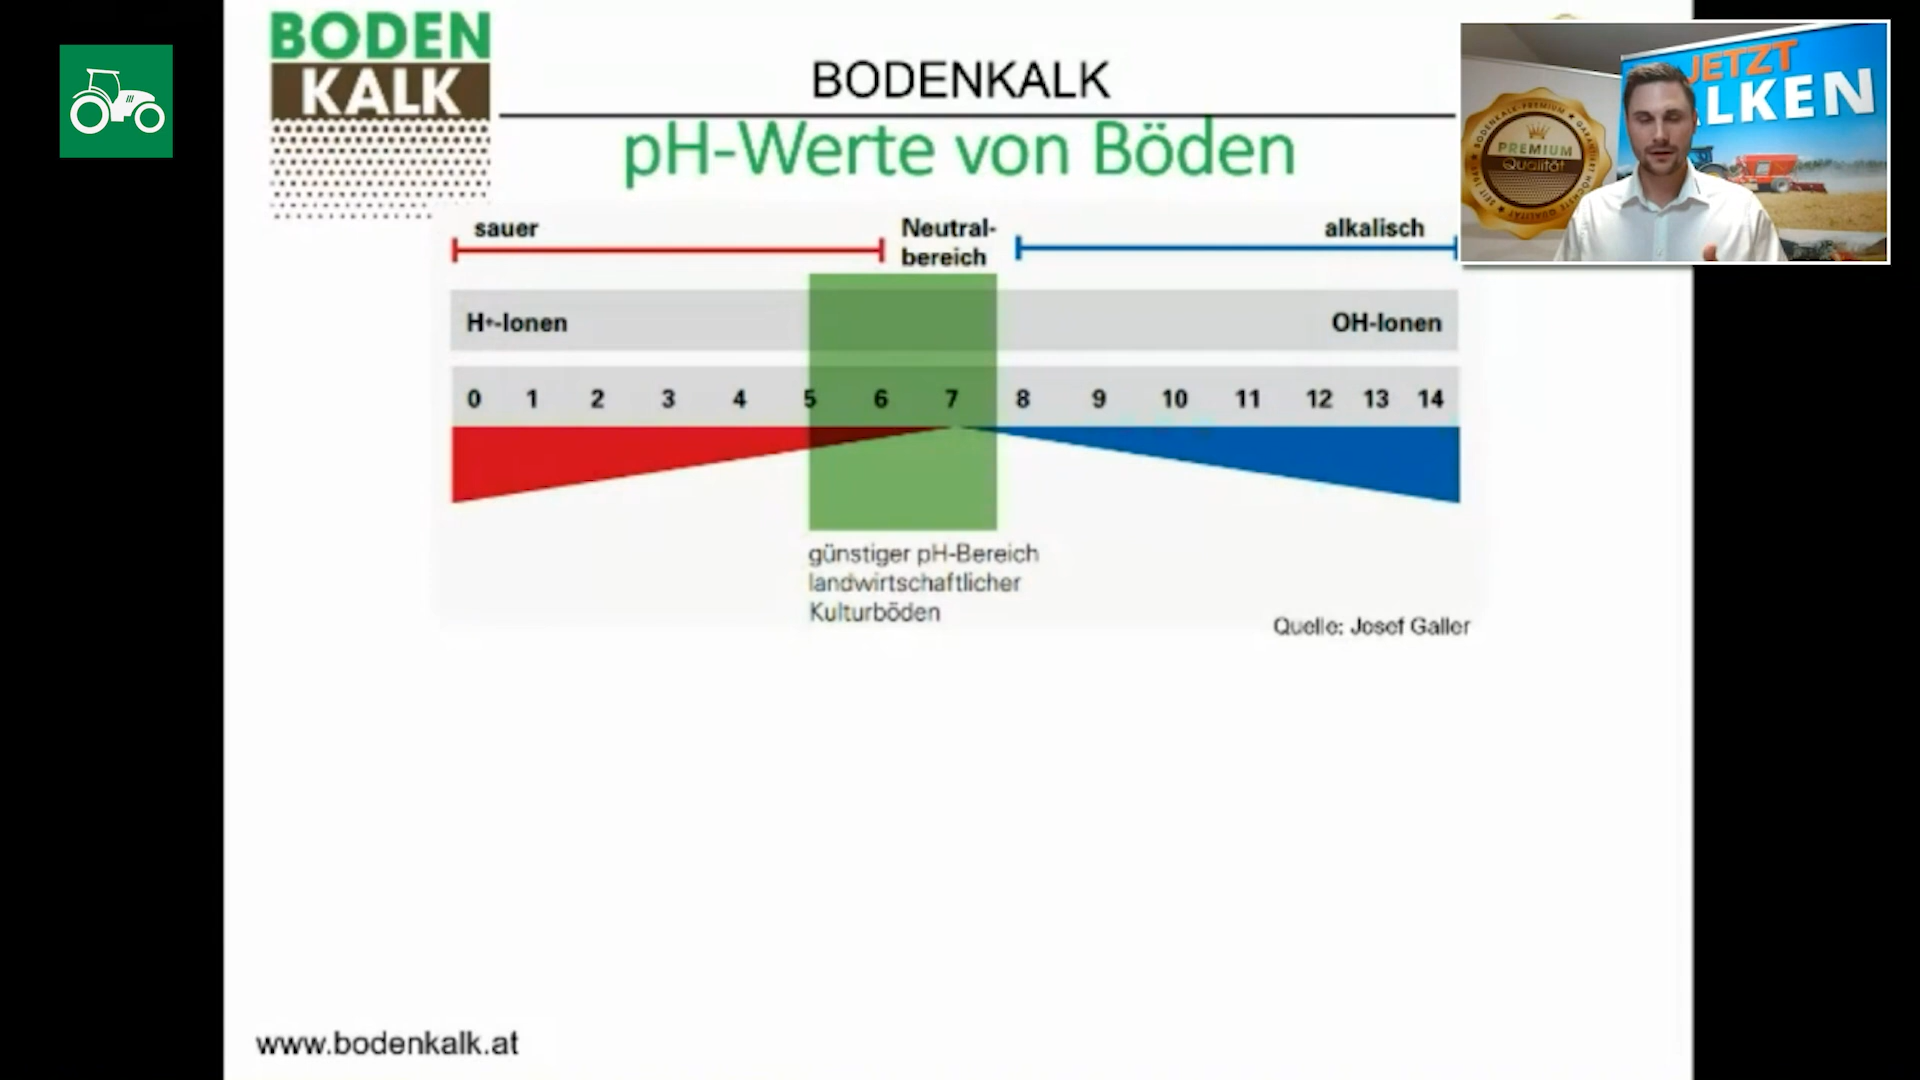 BODEN
KALK
BODENKALK
pH-Werte von Böden
JETZT
LKEN
BODENKALK-PREMIUM
PREMIUM
Qualität
sauer
Neutral-
bereich
alkalisch
H+-Ionen
OH-Ionen
0 1 2 3 4 5 6 7 8 9 10 11 12 13 14
günstiger pH-Bereich
landwirtschaftlicher
Kulturböden
Quelle: Josef Galler
www.bodenkalk.at